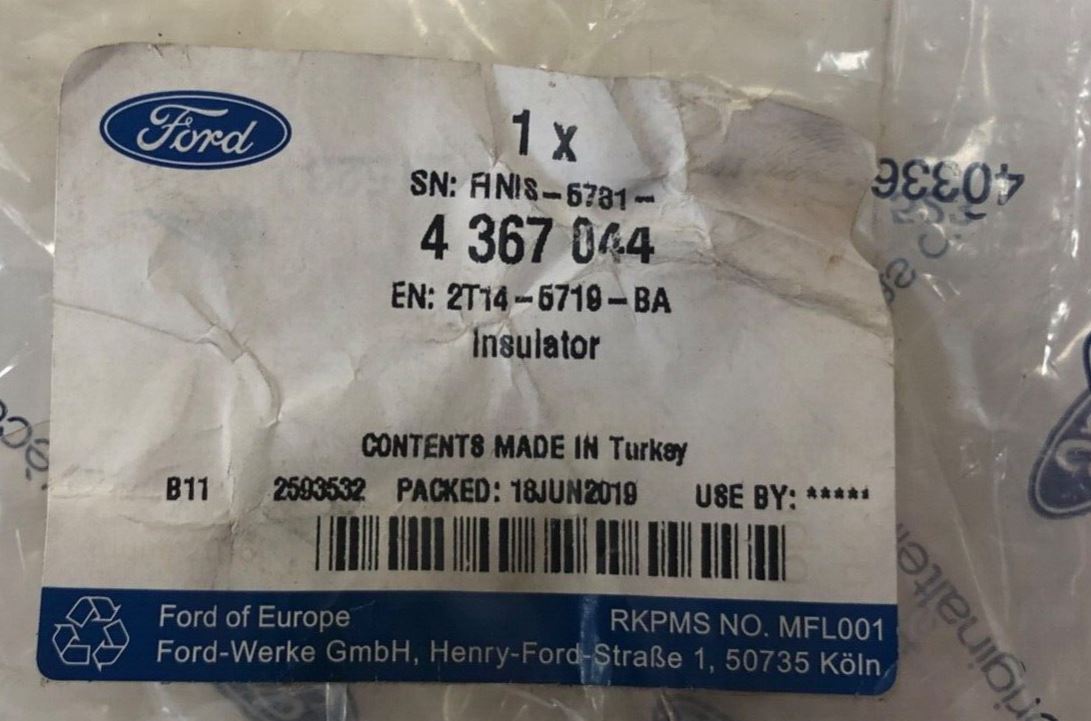 Ford
1 x
SN: FINIS-6781-
4 367 044
EN: 2T14-6719-BA
Insulator
CONTENTS MADE IN Turkey
B11 2593532 PACKED: 18JUN2019 USE BY: *****
Ford of Europe RKPMS NO. MFL001
Ford-Werke GmbH, Henry-Ford-Straße 1, 50735 Köln
40336